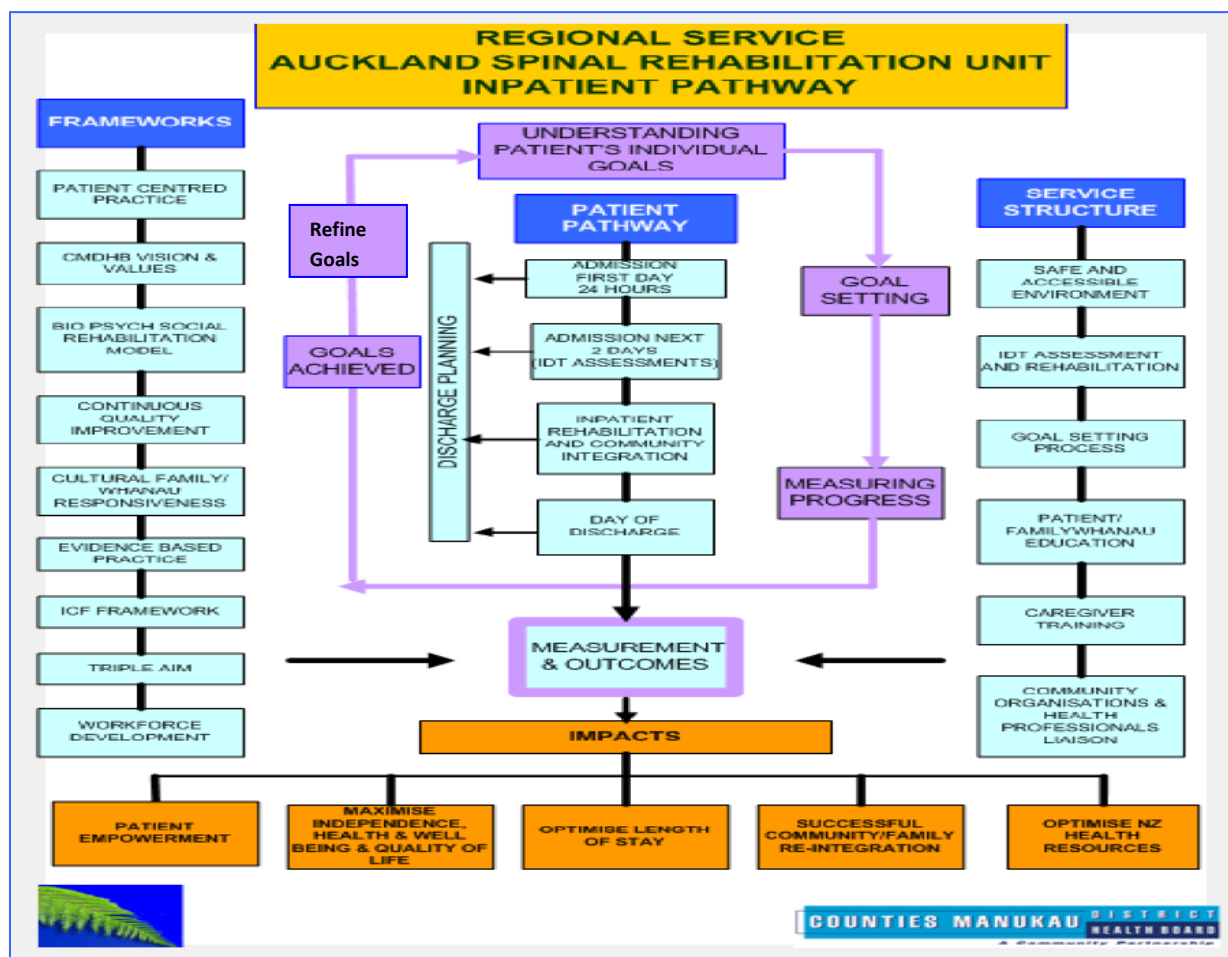 REGIONAL SERVICE
AUCKLAND SPINAL REHABILITATION UNIT
INPATIENT PATHWAY
FRAMEWORKS
PATIENT CENTRED
PRACTICE
CMDHB VISION &
VALUES
BIO PSYCH SOCIAL
REHABILITATION
MODEL
CONTINUOUS
QUALITY
IMPROVEMENT
CULTURAL FAMILY/
WHANAU
RESPONSIVENESS
EVIDENCE BASED
PRACTICE
ICF FRAMEWORK
TRIPLE AIM
WORKFORCE
DEVELOPMENT
UNDERSTANDING
PATIENT'S INDIVIDUAL
GOALS
Refine
Goals
GOALS
ACHIEVED
DISCHARGE PLANNING
PATIENT
PATHWAY
ADMISSION
FIRST DAY
24 HOURS
ADMISSION NEXT
2 DAYS
(IDT ASSESSMENTS)
INPATIENT
REHABILITATION
AND COMMUNITY
INTEGRATION
DAY OF
DISCHARGE
GOAL
SETTING
MEASURING
PROGRESS
MEASUREMENT
& OUTCOMES
SERVICE
STRUCTURE
SAFE AND
ACCESSIBLE
ENVIRONMENT
IDT ASSESSMENT
AND REHABILITATION
GOAL SETTING
PROCESS
PATIENT/
FAMILYWHANAU
EDUCATION
CAREGIVER
TRAINING
COMMUNITY
ORGANISATIONS &
HEALTH
PROFESSIONALS
LIAISON
IMPACTS
PATIENT
EMPOWERMENT
MAXIMISE
INDEPENDENCE,
HEALTH & WELL
BEING & QUALITY OF
LIFE
OPTIMISE LENGTH
OF STAY
SUCCESSFUL
COMMUNITY/FAMILY
RE-INTEGRATION
OPTIMISE NZ
HEALTH
RESOURCES
COUNTIES MANUKAU DISTRICT
HEALTH BOARD
A Community Partnership